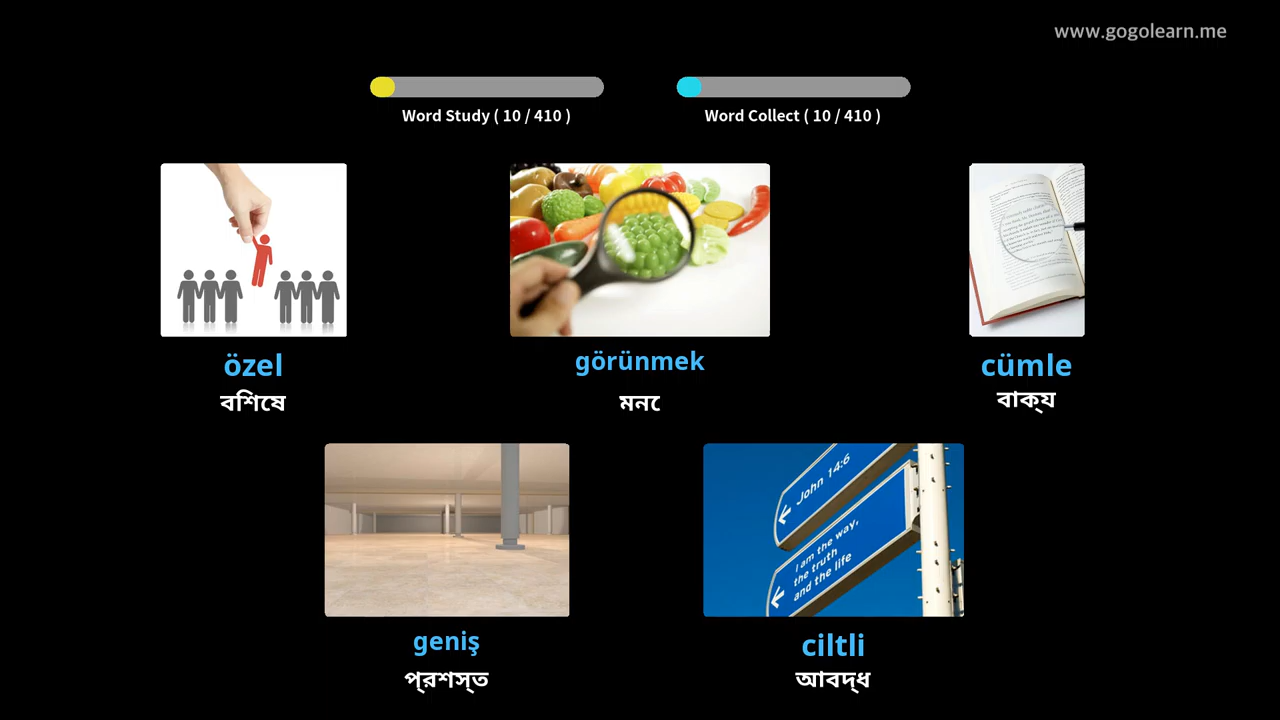 www.gogolearn.me
Word Study ( 10 / 410 )
Word Collect ( 10 / 410 )
özel
বিশেষ
görünmek
মনে
cümle
বাক্য
John 14:6
I am the way,
the truth
and the life
geniş
প্রশস্ত
ciltli
আবদ্ধ